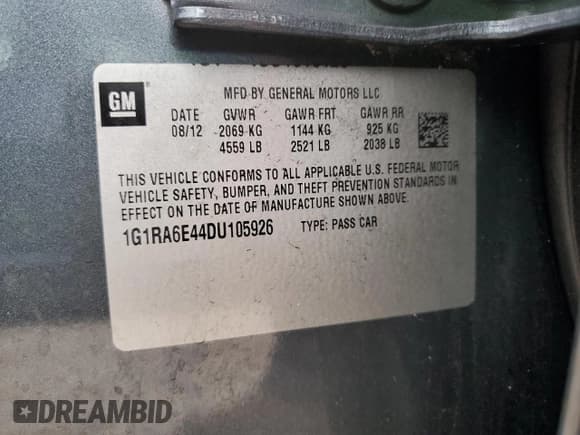 GM
MFD BY GENERAL MOTORS LLC
DATE GVWR GAWR FRT GAWR RR
08/12 2069 KG 1144 KG 925 KG
4559 LB 2521 LB 2038 LB
THIS VEHICLE CONFORMS TO ALL APPLICABLE U.S. FEDERAL MOTOR
VEHICLE SAFETY, BUMPER, AND THEFT PREVENTION STANDARDS IN
EFFECT ON THE DATE OF MANUFACTURE SHOWN ABOVE.
1G1RA6E44DU105926 TYPE: PASS CAR
DREAMBID